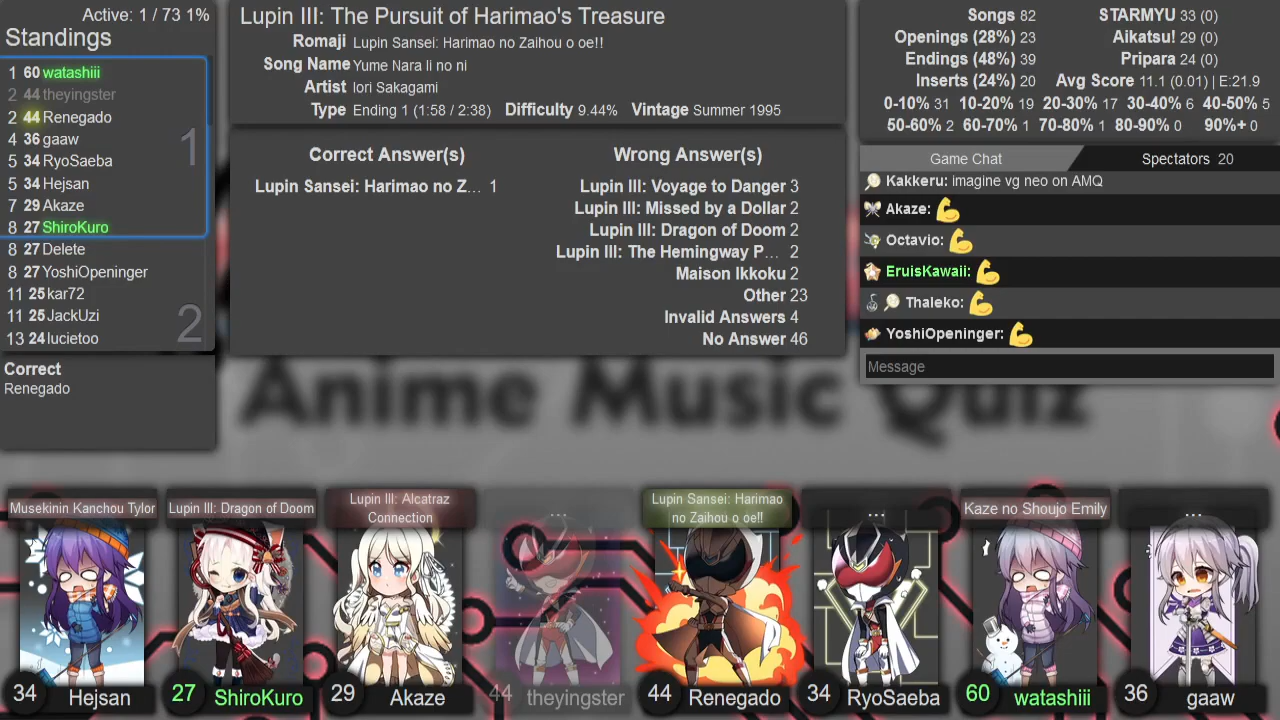 Active: 1 / 73 1%
Standings
1 60 watashiii
2 44 theyingster
2 44 Renegado
4 36 gaaw
5 34 RyoSaeba
5 34 Hejsan
7 29 Akaze
8 27 ShiroKuro
1
8 27 Delete
8 27 YoshiOpeninger
11 25 kar72
11 25 JackUzi
13 24 lucietoo
2
Correct
Renegado
Lupin III: The Pursuit of Harimao's Treasure
Romaji Lupin Sansei: Harimao no Zaihou o oe!!
Song Name Yume Nara Ii no ni
Artist Iori Sakagami
Type Ending 1 (1:58 / 2:38) Difficulty 9.44% Vintage Summer 1995
Correct Answer(s)
Lupin Sansei: Harimao no Z... 1
Wrong Answer(s)
Lupin III: Voyage to Danger 3
Lupin III: Missed by a Dollar 2
Lupin III: Dragon of Doom 2
Lupin III: The Hemingway P... 2
Maison Ikkoku 2
Other 23
Invalid Answers 4
No Answer 46
Songs 82 STARMYU 33 (0)
Openings (28%) 23 Aikatsu! 29 (0)
Endings (48%) 39 Pripara 24 (0)
Inserts (24%) 20 Avg Score 11.1 (0.01) | E:21.9
0-10% 31 10-20% 19 20-30% 17 30-40% 6 40-50% 5
50-60% 2 60-70% 1 70-80% 1 80-90% 0 90%+ 0
Game Chat Spectators 20
Kakkeru: imagine vg neo on AMQ
Akaze: 💪
Octavio: 💪
EruisKawaii: 💪
Thaleko: 💪
YoshiOpeninger: 💪
Message
Anime Music Quiz
Musekinin Kanchou Tylor
Lupin III: Dragon of Doom
Lupin III: Alcatraz
Connection
...
Lupin Sansei: Harimao
no Zaihou o oe!!
...
Kaze no Shoujo Emily
...
34 Hejsan
27 ShiroKuro
29 Akaze
44 theyingster
44 Renegado
34 RyoSaeba
60 watashiii
36 gaaw